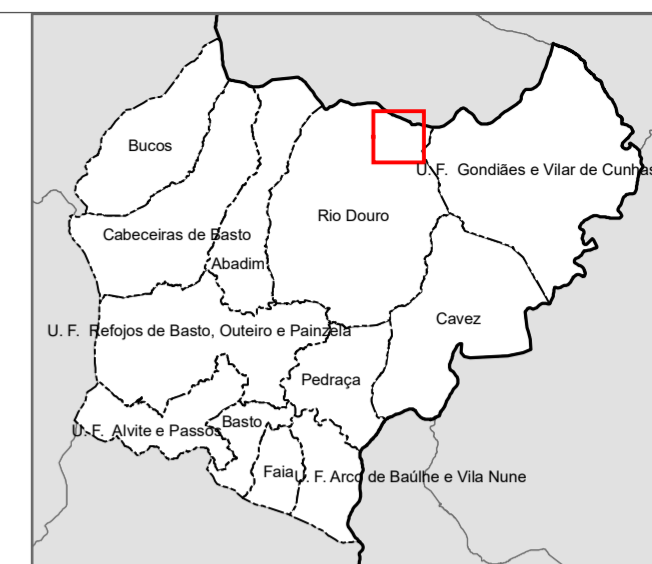 Bucos
U. F. Gondiães e Vilar de Cunhas
Rio Douro
Cabeceiras de Basto
Abadim
Cavez
U. F. Refojos de Basto, Outeiro e Painzela
Pedraça
Basto
U. F. Alvite e Passos
Faia
U. F. Arco de Baúlhe e Vila Nune